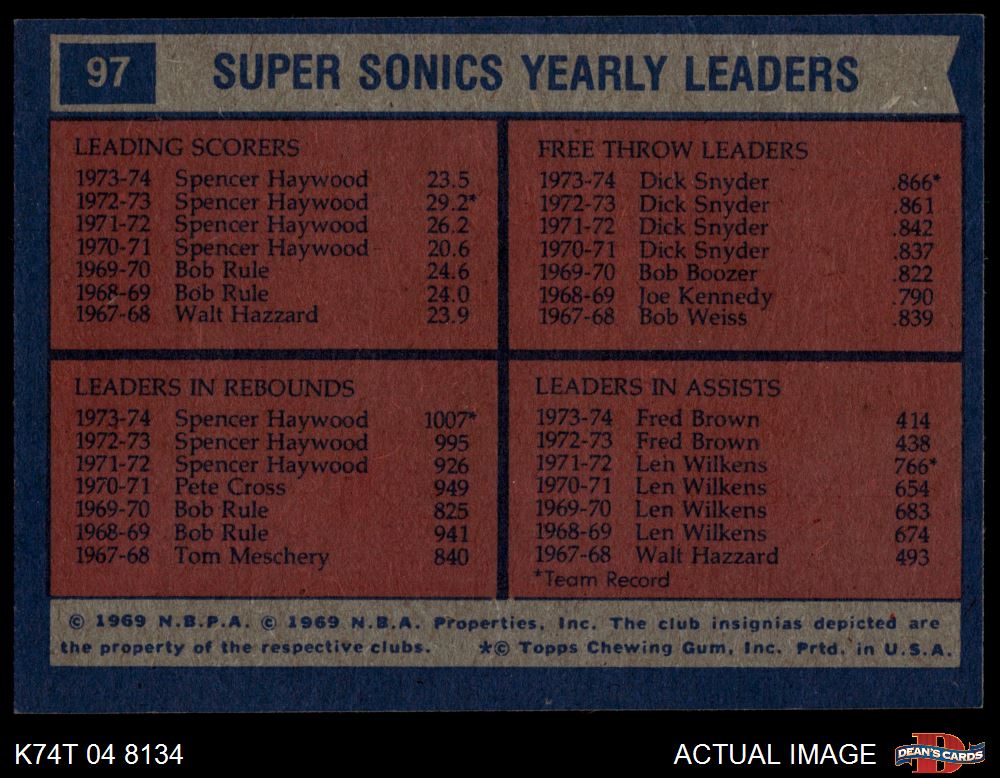 97 SUPER SONICS YEARLY LEADERS
LEADING SCORERS
1973-74 Spencer Haywood 23.5
1972-73 Spencer Haywood 29.2*
1971-72 Spencer Haywood 26.2
1970-71 Spencer Haywood 20.6
1969-70 Bob Rule 24.6
1968-69 Bob Rule 24.0
1967-68 Walt Hazzard 23.9
FREE THROW LEADERS
1973-74 Dick Snyder .866*
1972-73 Dick Snyder .861
1971-72 Dick Snyder .842
1970-71 Dick Snyder .837
1969-70 Bob Boozer .822
1968-69 Joe Kennedy .790
1967-68 Bob Weiss .839
LEADERS IN REBOUNDS
1973-74 Spencer Haywood 1007*
1972-73 Spencer Haywood 995
1971-72 Spencer Haywood 926
1970-71 Pete Cross 949
1969-70 Bob Rule 825
1968-69 Bob Rule 941
1967-68 Tom Meschery 840
LEADERS IN ASSISTS
1973-74 Fred Brown 414
1972-73 Fred Brown 438
1971-72 Len Wilkens 766*
1970-71 Len Wilkens 654
1969-70 Len Wilkens 683
1968-69 Len Wilkens 674
1967-68 Walt Hazzard 493
*Team Record
© 1969 N.B.P.A. © 1969 N.B.A. Properties, Inc. The club insignias depicted are
the property of the respective clubs. *© Topps Chewing Gum, Inc. Prtd. in U.S.A.
K74T 04 8134 ACTUAL IMAGE DEAN'S CARDS